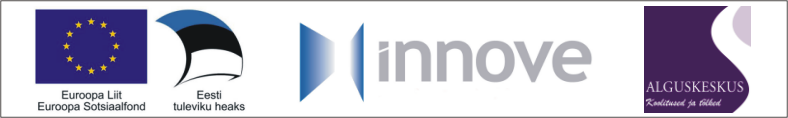 Euroopa Liit
Euroopa Sotsiaalfond
Eesti
tuleviku heaks
innove
ALGUSKESKUS
Koolitused ja tõlked